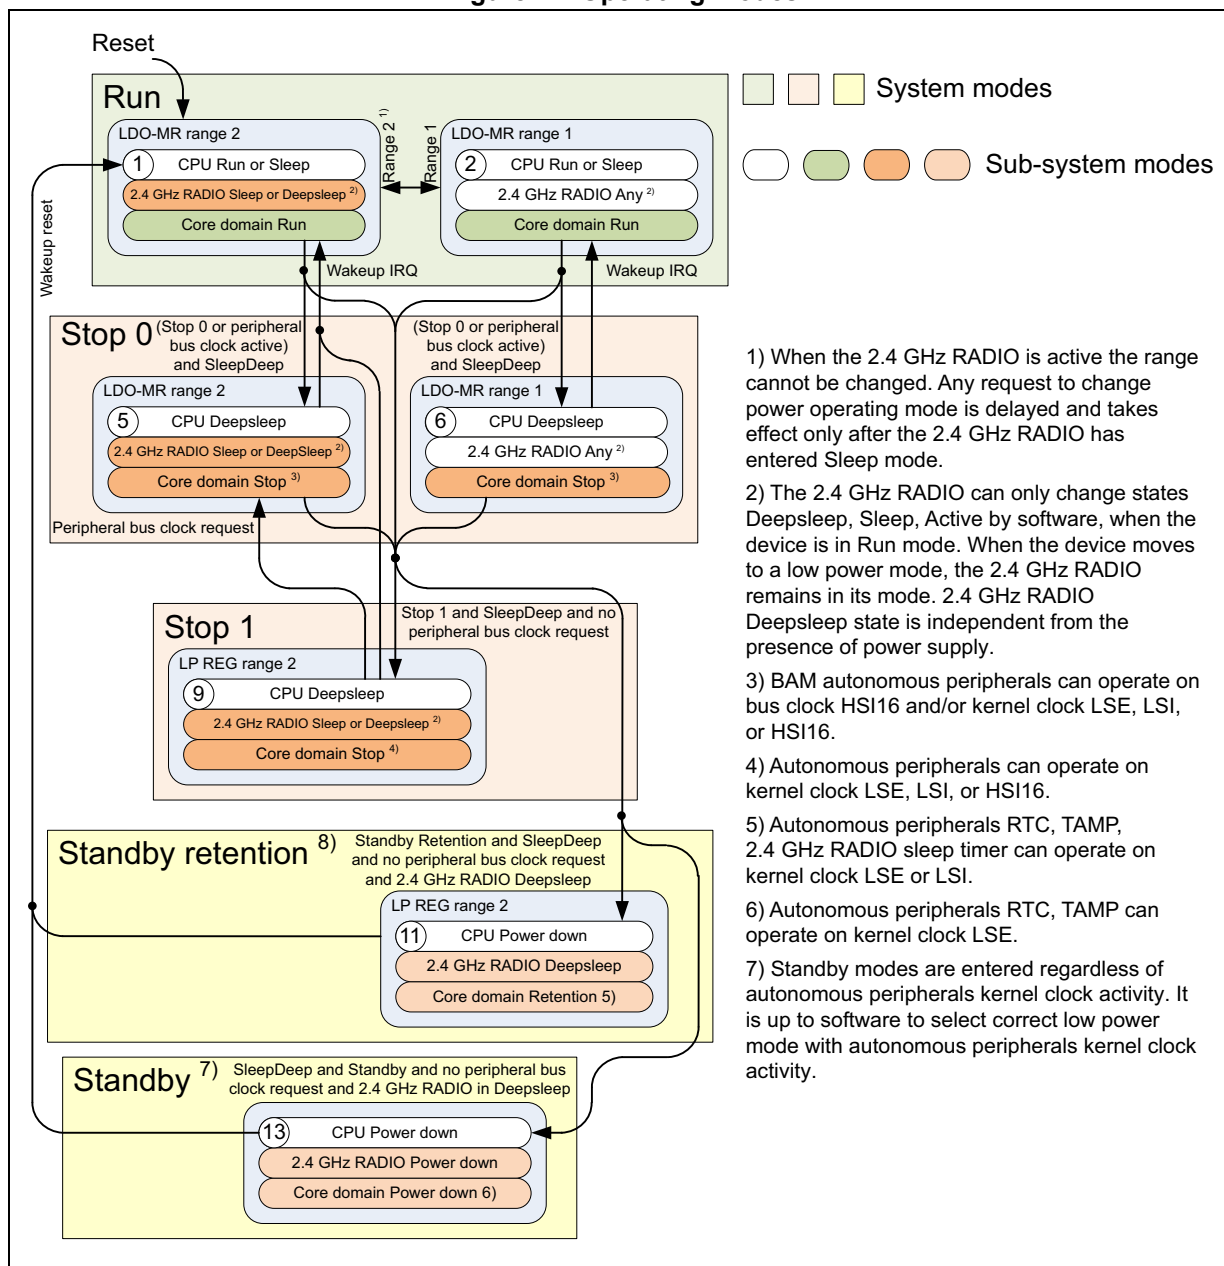 Reset
System modes
Sub-system modes
Run
LDO-MR range 2
1 CPU Run or Sleep
2.4 GHz RADIO Sleep or Deepsleep 2)
Core domain Run
Range 2 1)
Range 1
LDO-MR range 1
2 CPU Run or Sleep
2.4 GHz RADIO Any 2)
Core domain Run
Wakeup reset
Wakeup IRQ
Wakeup IRQ
Stop 0
(Stop 0 or peripheral
bus clock active)
and SleepDeep
(Stop 0 or peripheral
bus clock active)
and SleepDeep
LDO-MR range 2
5 CPU Deepsleep
2.4 GHz RADIO Sleep or DeepSleep 2)
Core domain Stop 3)
LDO-MR range 1
6 CPU Deepsleep
2.4 GHz RADIO Any 2)
Core domain Stop 3)
Peripheral bus clock request
Stop 1
Stop 1 and SleepDeep and no
peripheral bus clock request
LP REG range 2
9 CPU Deepsleep
2.4 GHz RADIO Sleep or Deepsleep 2)
Core domain Stop 4)
Standby retention 8)
Standby Retention and SleepDeep
and no peripheral bus clock request
and 2.4 GHz RADIO Deepsleep
LP REG range 2
11 CPU Power down
2.4 GHz RADIO Deepsleep
Core domain Retention 5)
Standby 7)
SleepDeep and Standby and no peripheral bus
clock request and 2.4 GHz RADIO in Deepsleep
13 CPU Power down
2.4 GHz RADIO Power down
Core domain Power down 6)
1) When the 2.4 GHz RADIO is active the range
cannot be changed. Any request to change
power operating mode is delayed and takes
effect only after the 2.4 GHz RADIO has
entered Sleep mode.
2) The 2.4 GHz RADIO can only change states
Deepsleep, Sleep, Active by software, when the
device is in Run mode. When the device moves
to a low power mode, the 2.4 GHz RADIO
remains in its mode. 2.4 GHz RADIO
Deepsleep state is independent from the
presence of power supply.
3) BAM autonomous peripherals can operate on
bus clock HSI16 and/or kernel clock LSE, LSI,
or HSI16.
4) Autonomous peripherals can operate on
kernel clock LSE, LSI, or HSI16.
5) Autonomous peripherals RTC, TAMP,
2.4 GHz RADIO sleep timer can operate on
kernel clock LSE or LSI.
6) Autonomous peripherals RTC, TAMP can
operate on kernel clock LSE.
7) Standby modes are entered regardless of
autonomous peripherals kernel clock activity. It
is up to software to select correct low power
mode with autonomous peripherals kernel clock
activity.